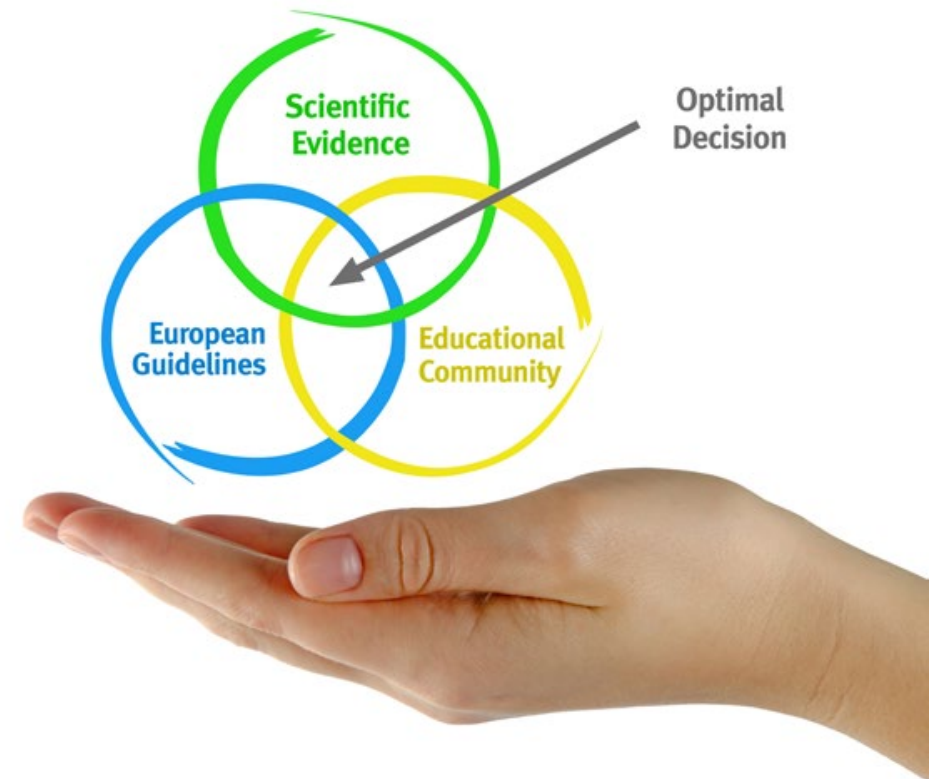 Scientific
Evidence
Optimal
Decision
European
Guidelines
Educational
Community